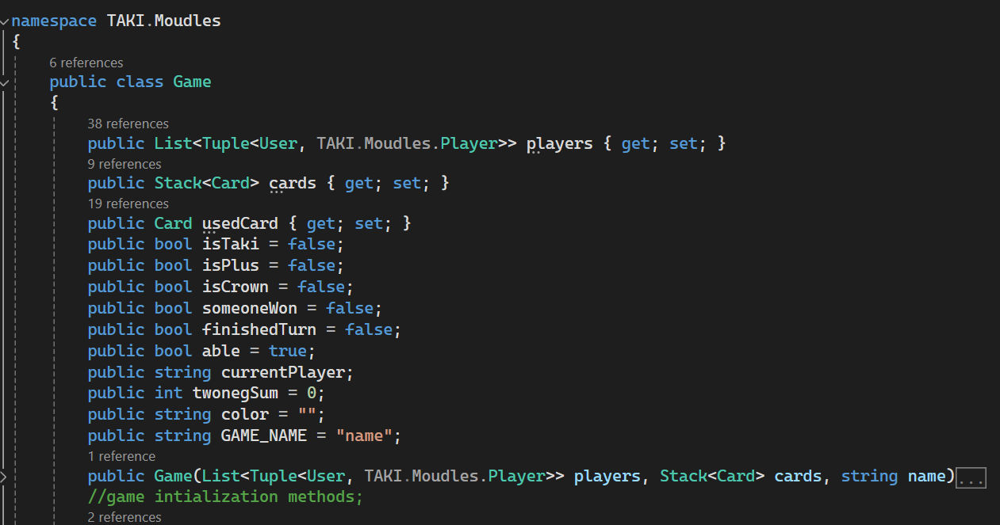 namespace TAKI.Moudles
{
6 references
public class Game
{
38 references
public List<Tuple<User, TAKI.Moudles.Player>> players { get; set; }
9 references
public Stack<Card> cards { get; set; }
19 references
public Card usedCard { get; set; }
public bool isTaki = false;
public bool isPlus = false;
public bool isCrown = false;
public bool someoneWon = false;
public bool finishedTurn = false;
public bool able = true;
public string currentPlayer;
public int twonegSum = 0;
public string color = "";
public string GAME_NAME = "name";
1 reference
public Game(List<Tuple<User, TAKI.Moudles.Player>> players, Stack<Card> cards, string name)...
//game intialization methods;
2 references